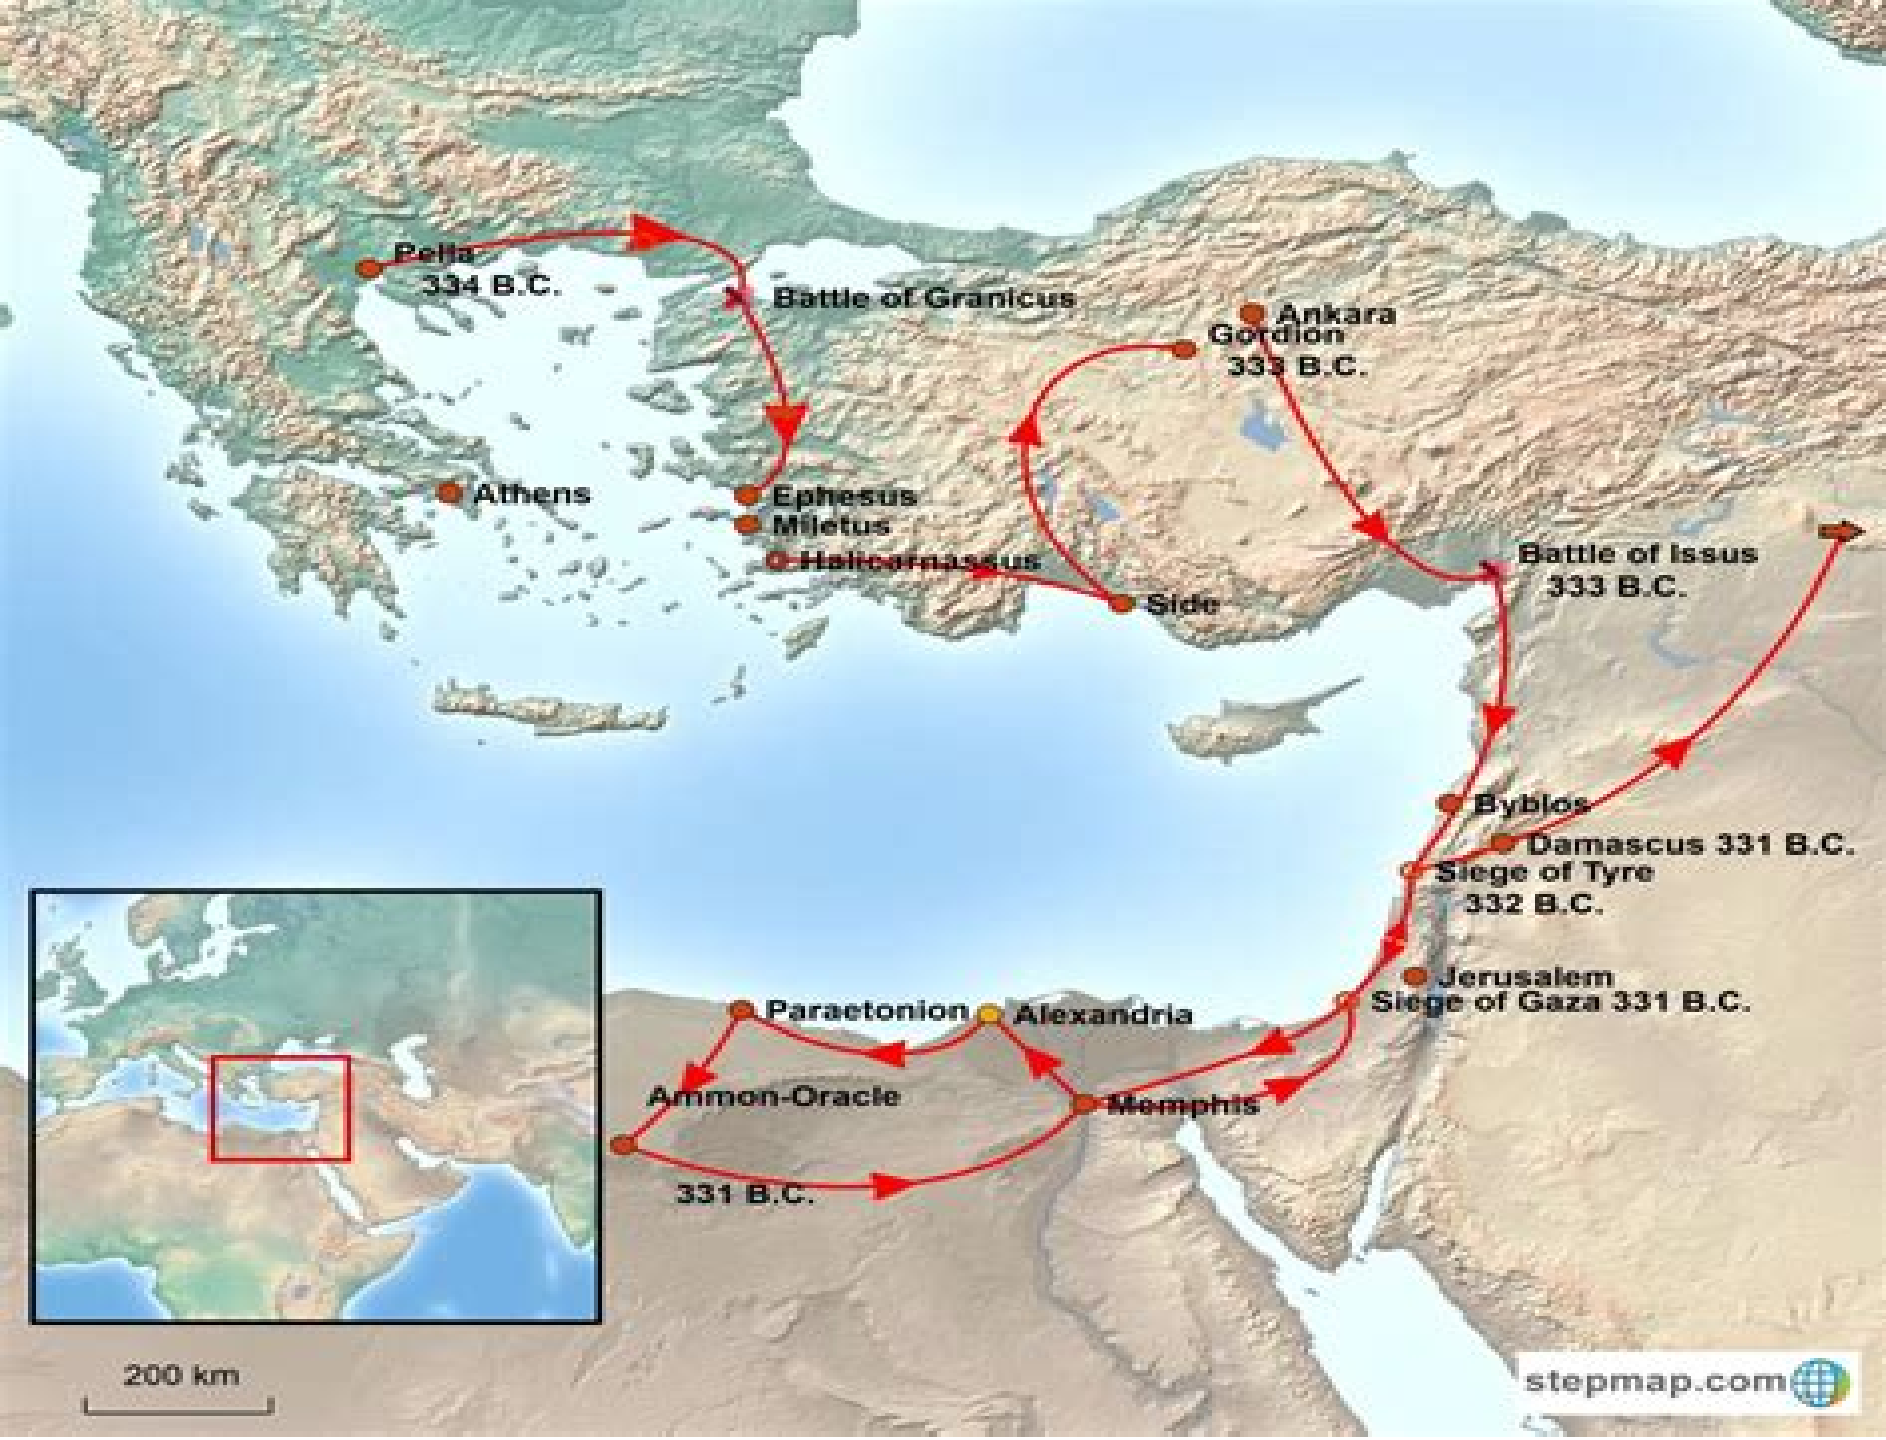 Pella
334 B.C.
Battle of Granicus
Ankara
Gordion
333 B.C.
Athens
Ephesus
Miletus
Halicarnassus
Side
Battle of Issus
333 B.C.
Byblos
Damascus 331 B.C.
Siege of Tyre
332 B.C.
Jerusalem
Siege of Gaza 331 B.C.
Paraetonion
Alexandria
Ammon-Oracle
Memphis
331 B.C.
200 km
stepmap.com